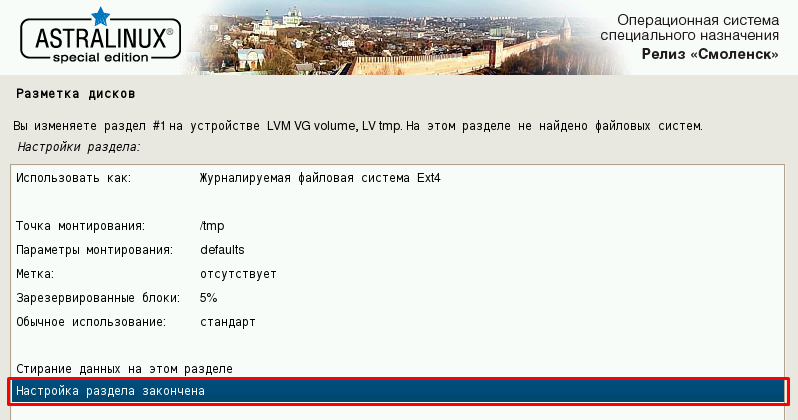 ASTRALINUX®
special edition
Операционная система
специального назначения
Релиз «Смоленск»
Разметка дисков
Вы изменяете раздел #1 на устройстве LVM VG volume, LV tmp. На этом разделе не найдено файловых систем.
Настройки раздела:
Использовать как: Журналируемая файловая система Ext4
Точка монтирования: /tmp
Параметры монтирования: defaults
Метка: отсутствует
Зарезервированные блоки: 5%
Обычное использование: стандарт
Стирание данных на этом разделе
Настройка раздела закончена